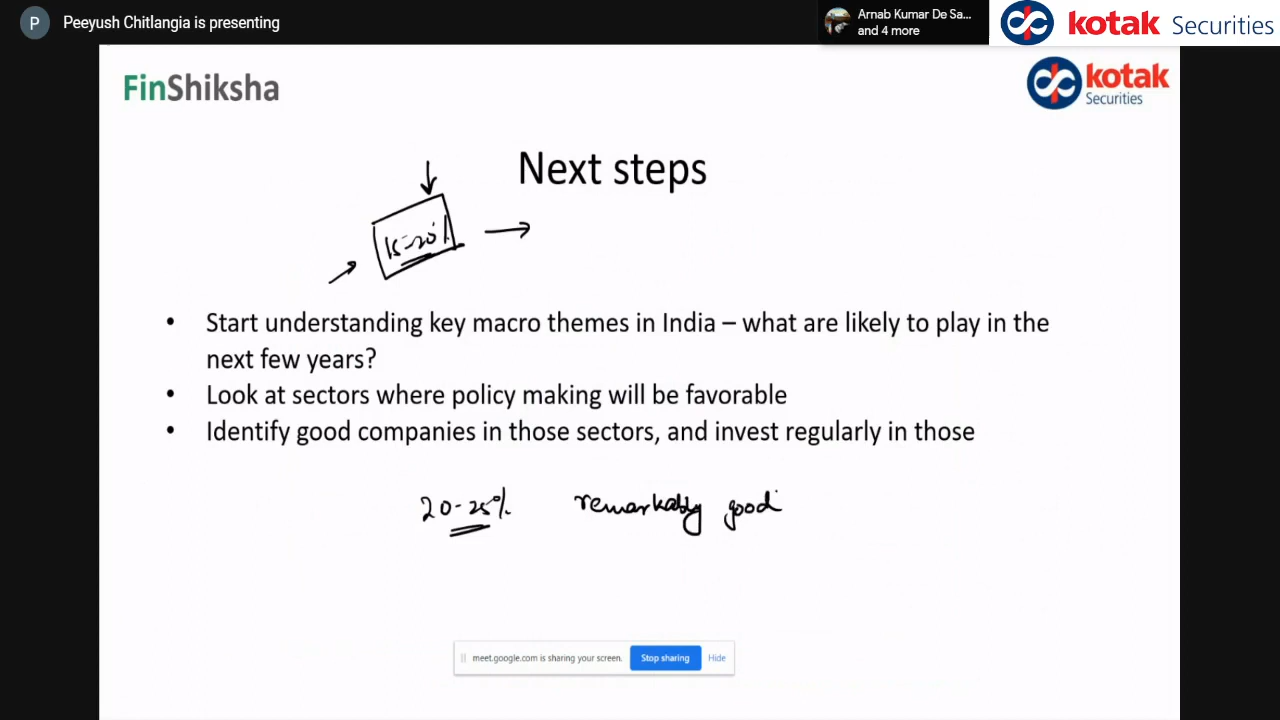 P Peeyush Chitlangia is presenting
Arnab Kumar De Sa...
and 4 more
kotak Securities
FinShiksha
kotak
Securities
Next steps
15-20%
• Start understanding key macro themes in India – what are likely to play in the
next few years?
• Look at sectors where policy making will be favorable
• Identify good companies in those sectors, and invest regularly in those
20-25% remarkably good
meet.google.com is sharing your screen. Stop sharing Hide